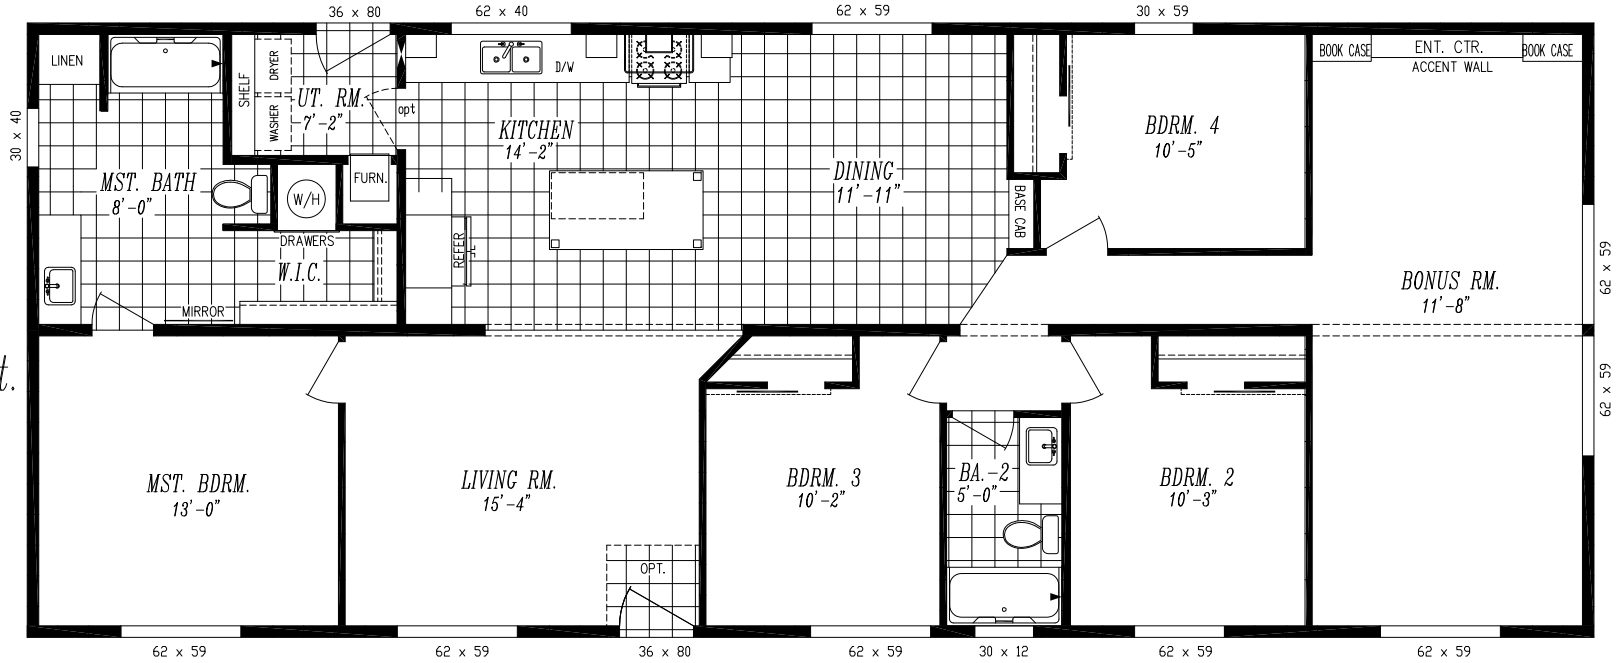 36 x 80
62 x 40
62 x 59
30 x 59
LINEN
SHELF
DRYER
WASHER
UT. RM.
7'-2"
opt
D/W
KITCHEN
14'-2"
DINING
11'-11"
BASE CAB
BDRM. 4
10'-5"
BOOK CASE
ENT. CTR.
BOOK CASE
ACCENT WALL
30 x 40
MST. BATH
8'-0"
W/H
FURN.
DRAWERS
W.I.C.
MIRROR
REFER
BONUS RM.
11'-8"
62 x 59
62 x 59
t.
MST. BDRM.
13'-0"
LIVING RM.
15'-4"
OPT.
BDRM. 3
10'-2"
BA.-2
5'-0"
BDRM. 2
10'-3"
62 x 59
62 x 59
36 x 80
62 x 59
30 x 12
62 x 59
62 x 59